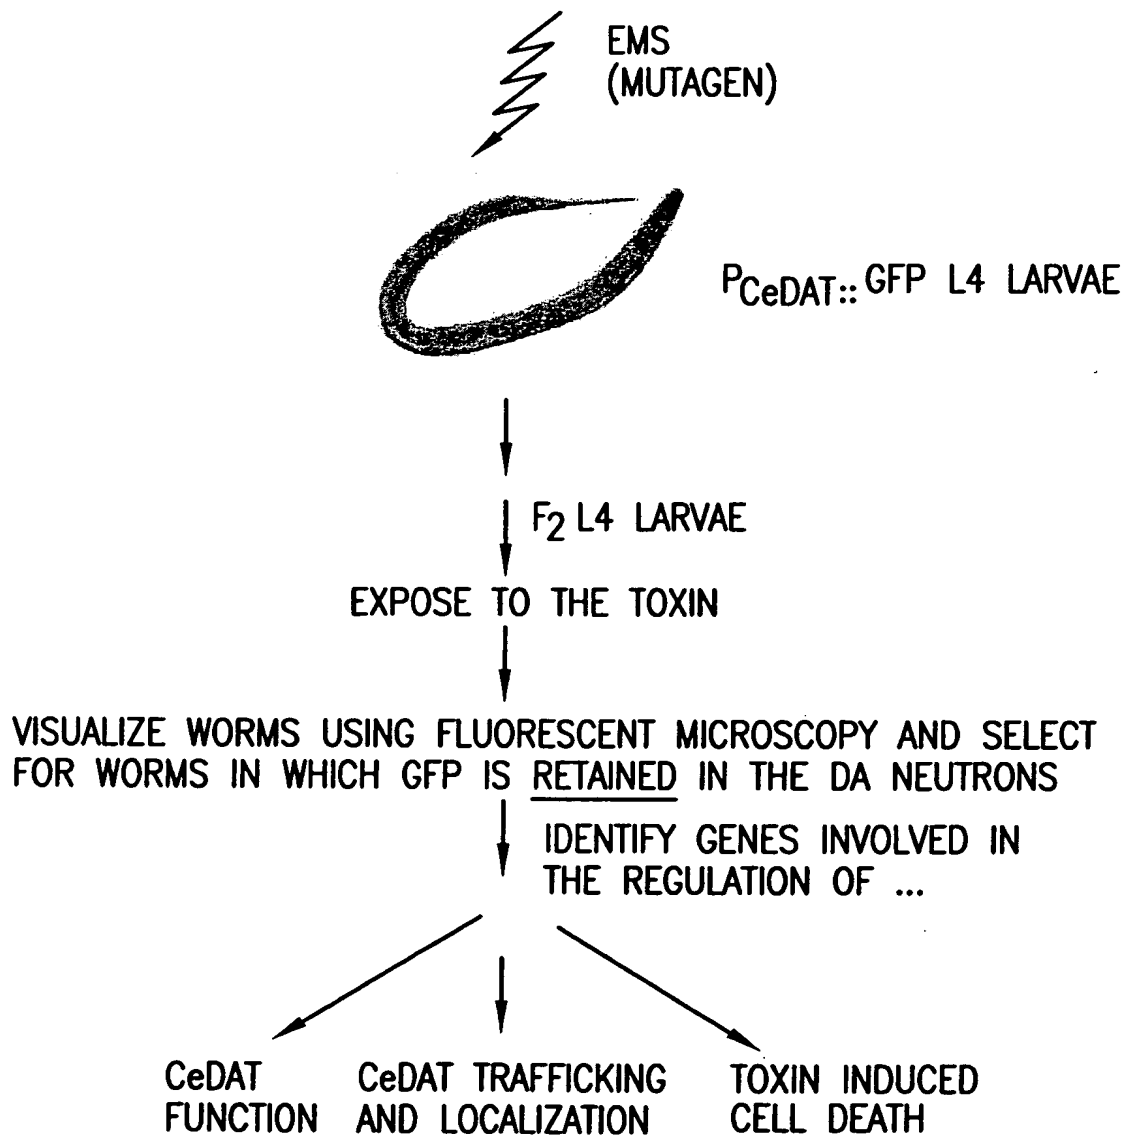 EMS
(MUTAGEN)
PCeDAT::GFP L4 LARVAE
F2 L4 LARVAE
EXPOSE TO THE TOXIN
VISUALIZE WORMS USING FLUORESCENT MICROSCOPY AND SELECT
FOR WORMS IN WHICH GFP IS RETAINED IN THE DA NEUTRONS
IDENTIFY GENES INVOLVED IN
THE REGULATION OF ...
CeDAT
FUNCTION
CeDAT TRAFFICKING
AND LOCALIZATION
TOXIN INDUCED
CELL DEATH